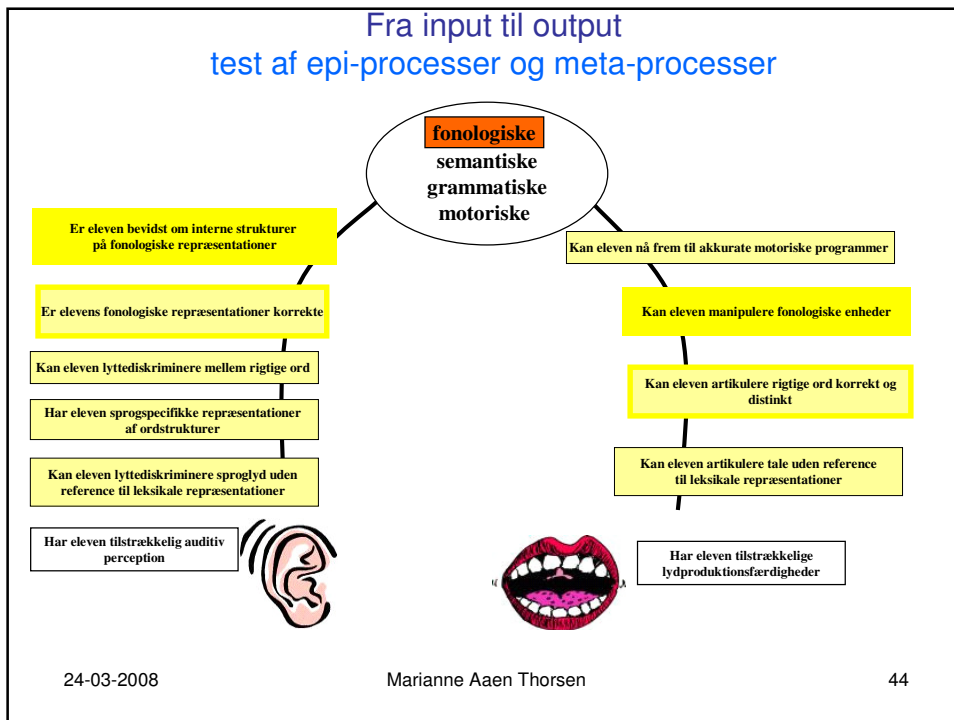 Fra input til output
test af epi-processer og meta-processer
fonologiske
semantiske
grammatiske
motoriske
Er eleven bevidst om interne strukturer
på fonologiske repræsentationer
Er elevens fonologiske repræsentationer korrekte
Kan eleven lyttediskriminere mellem rigtige ord
Har eleven sprogspecifikke repræsentationer
af ordstrukturer
Kan eleven lyttediskriminere sproglyd uden
reference til leksikale repræsentationer
Har eleven tilstrækkelig auditiv
perception
Kan eleven nå frem til akkurate motoriske programmer
Kan eleven manipulere fonologiske enheder
Kan eleven artikulere rigtige ord korrekt og
distinkt
Kan eleven artikulere tale uden reference
til leksikale repræsentationer
Har eleven tilstrækkelige
lydproduktionsfærdigheder
24-03-2008
Marianne Aaen Thorsen
44